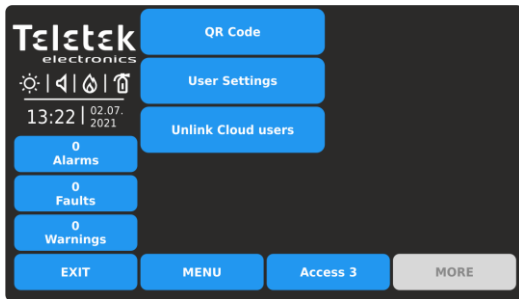 Teletek
electronics
13:22 02.07.
2021
0
Alarms
0
Faults
0
Warnings
QR Code
User Settings
Unlink Cloud users
EXIT
MENU
Access 3
MORE